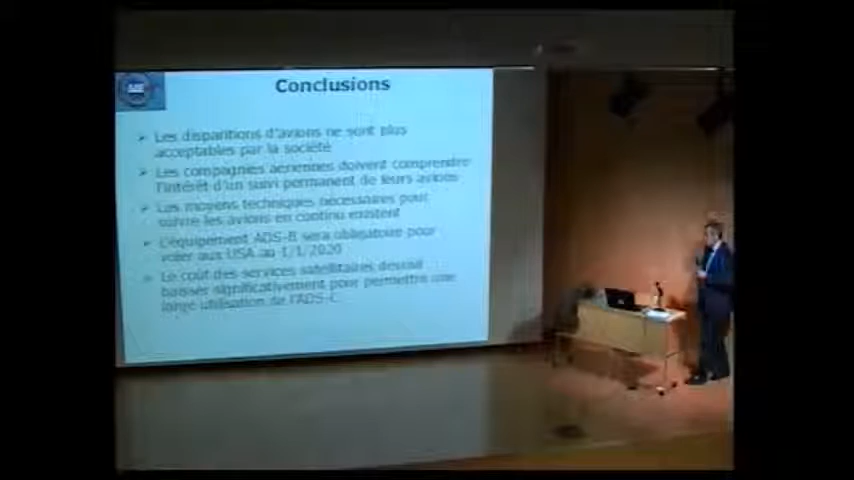 Conclusions
Les disparitions d'avions ne sont plus
acceptables par la société
Les compagnies aériennes doivent comprendre
l'intérêt d'un suivi permanent de leurs avions
Les moyens techniques nécessaires pour
suivre les avions en continu existent
L'équipement ADS-B sera obligatoire pour
voler aux USA au 1/1/2020
Le coût des services satellitaires devrait
baisser significativement pour permettre une
large utilisation de l'ADS-C